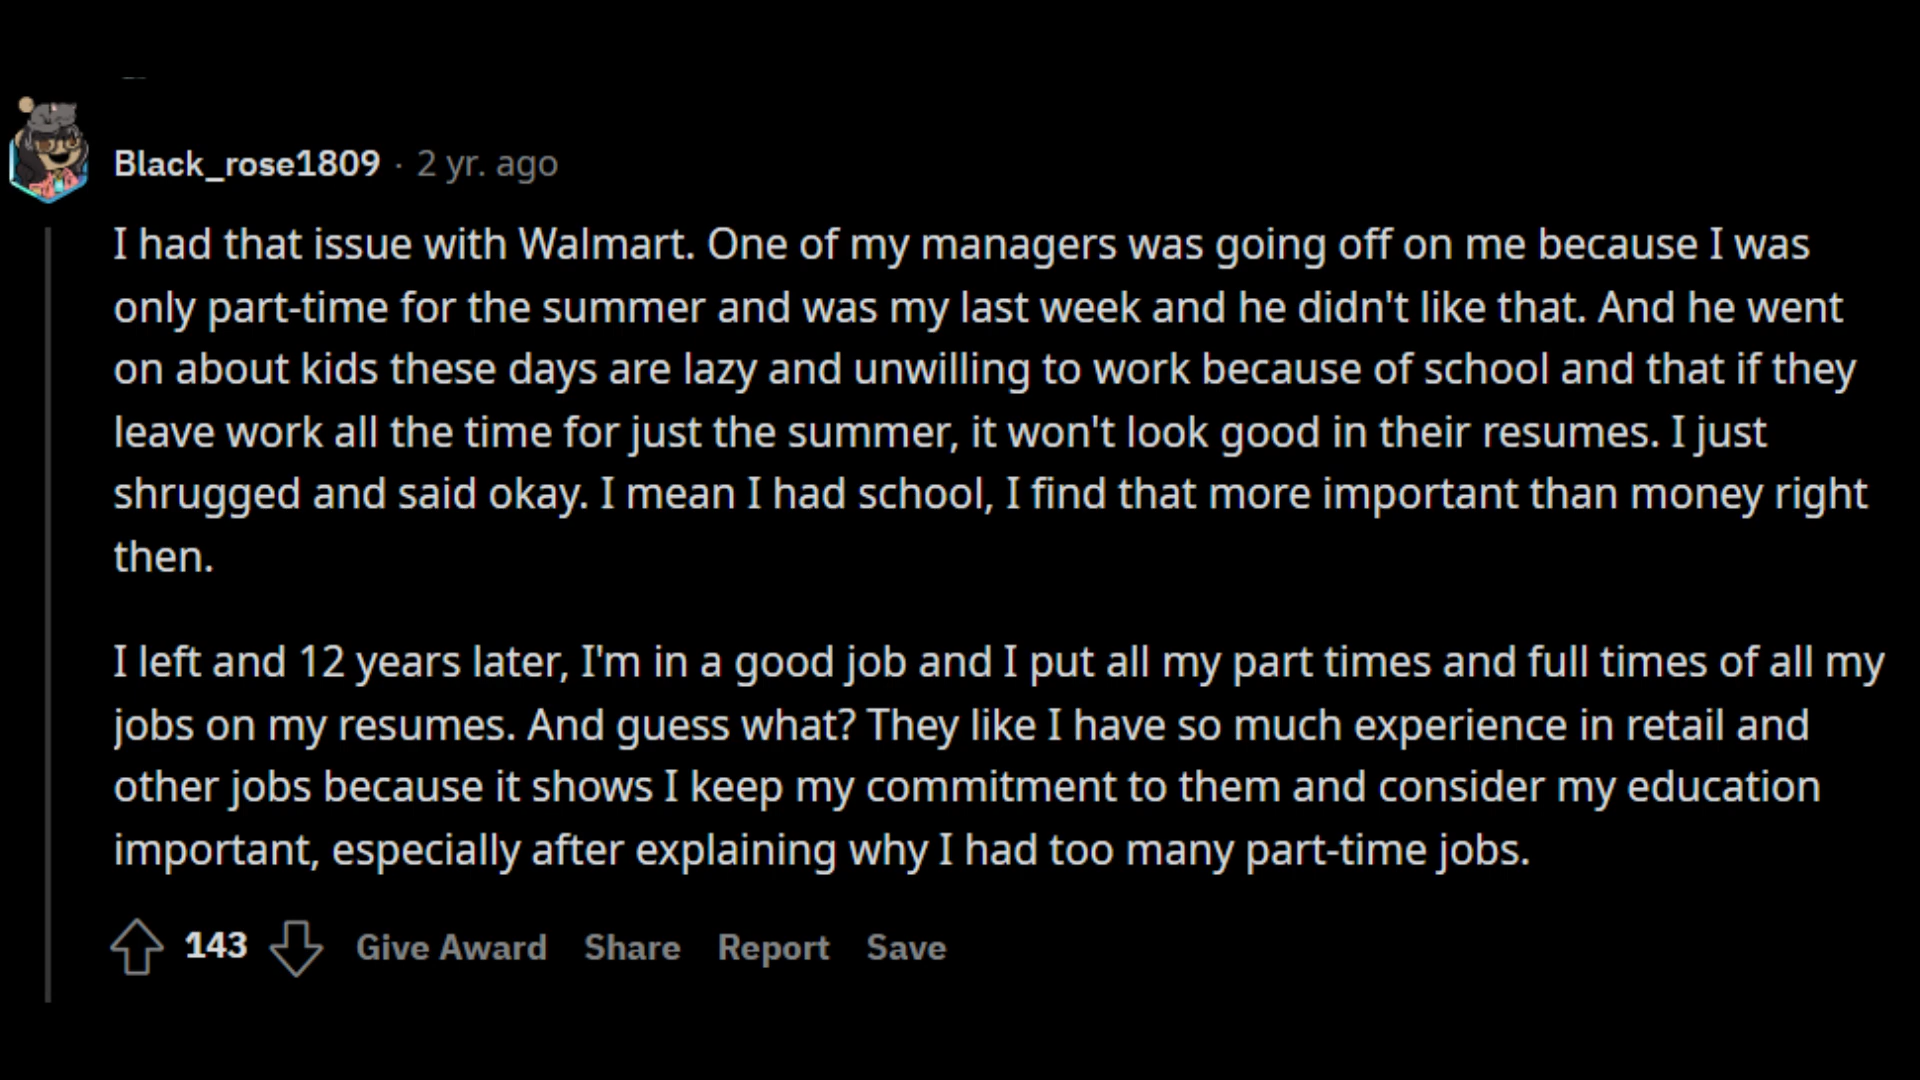 Black_rose1809 · 2 yr. ago
I had that issue with Walmart. One of my managers was going off on me because I was
only part-time for the summer and was my last week and he didn't like that. And he went
on about kids these days are lazy and unwilling to work because of school and that if they
leave work all the time for just the summer, it won't look good in their resumes. I just
shrugged and said okay. I mean I had school, I find that more important than money right
then.
I left and 12 years later, I'm in a good job and I put all my part times and full times of all my
jobs on my resumes. And guess what? They like I have so much experience in retail and
other jobs because it shows I keep my commitment to them and consider my education
important, especially after explaining why I had too many part-time jobs.
143 Give Award Share Report Save